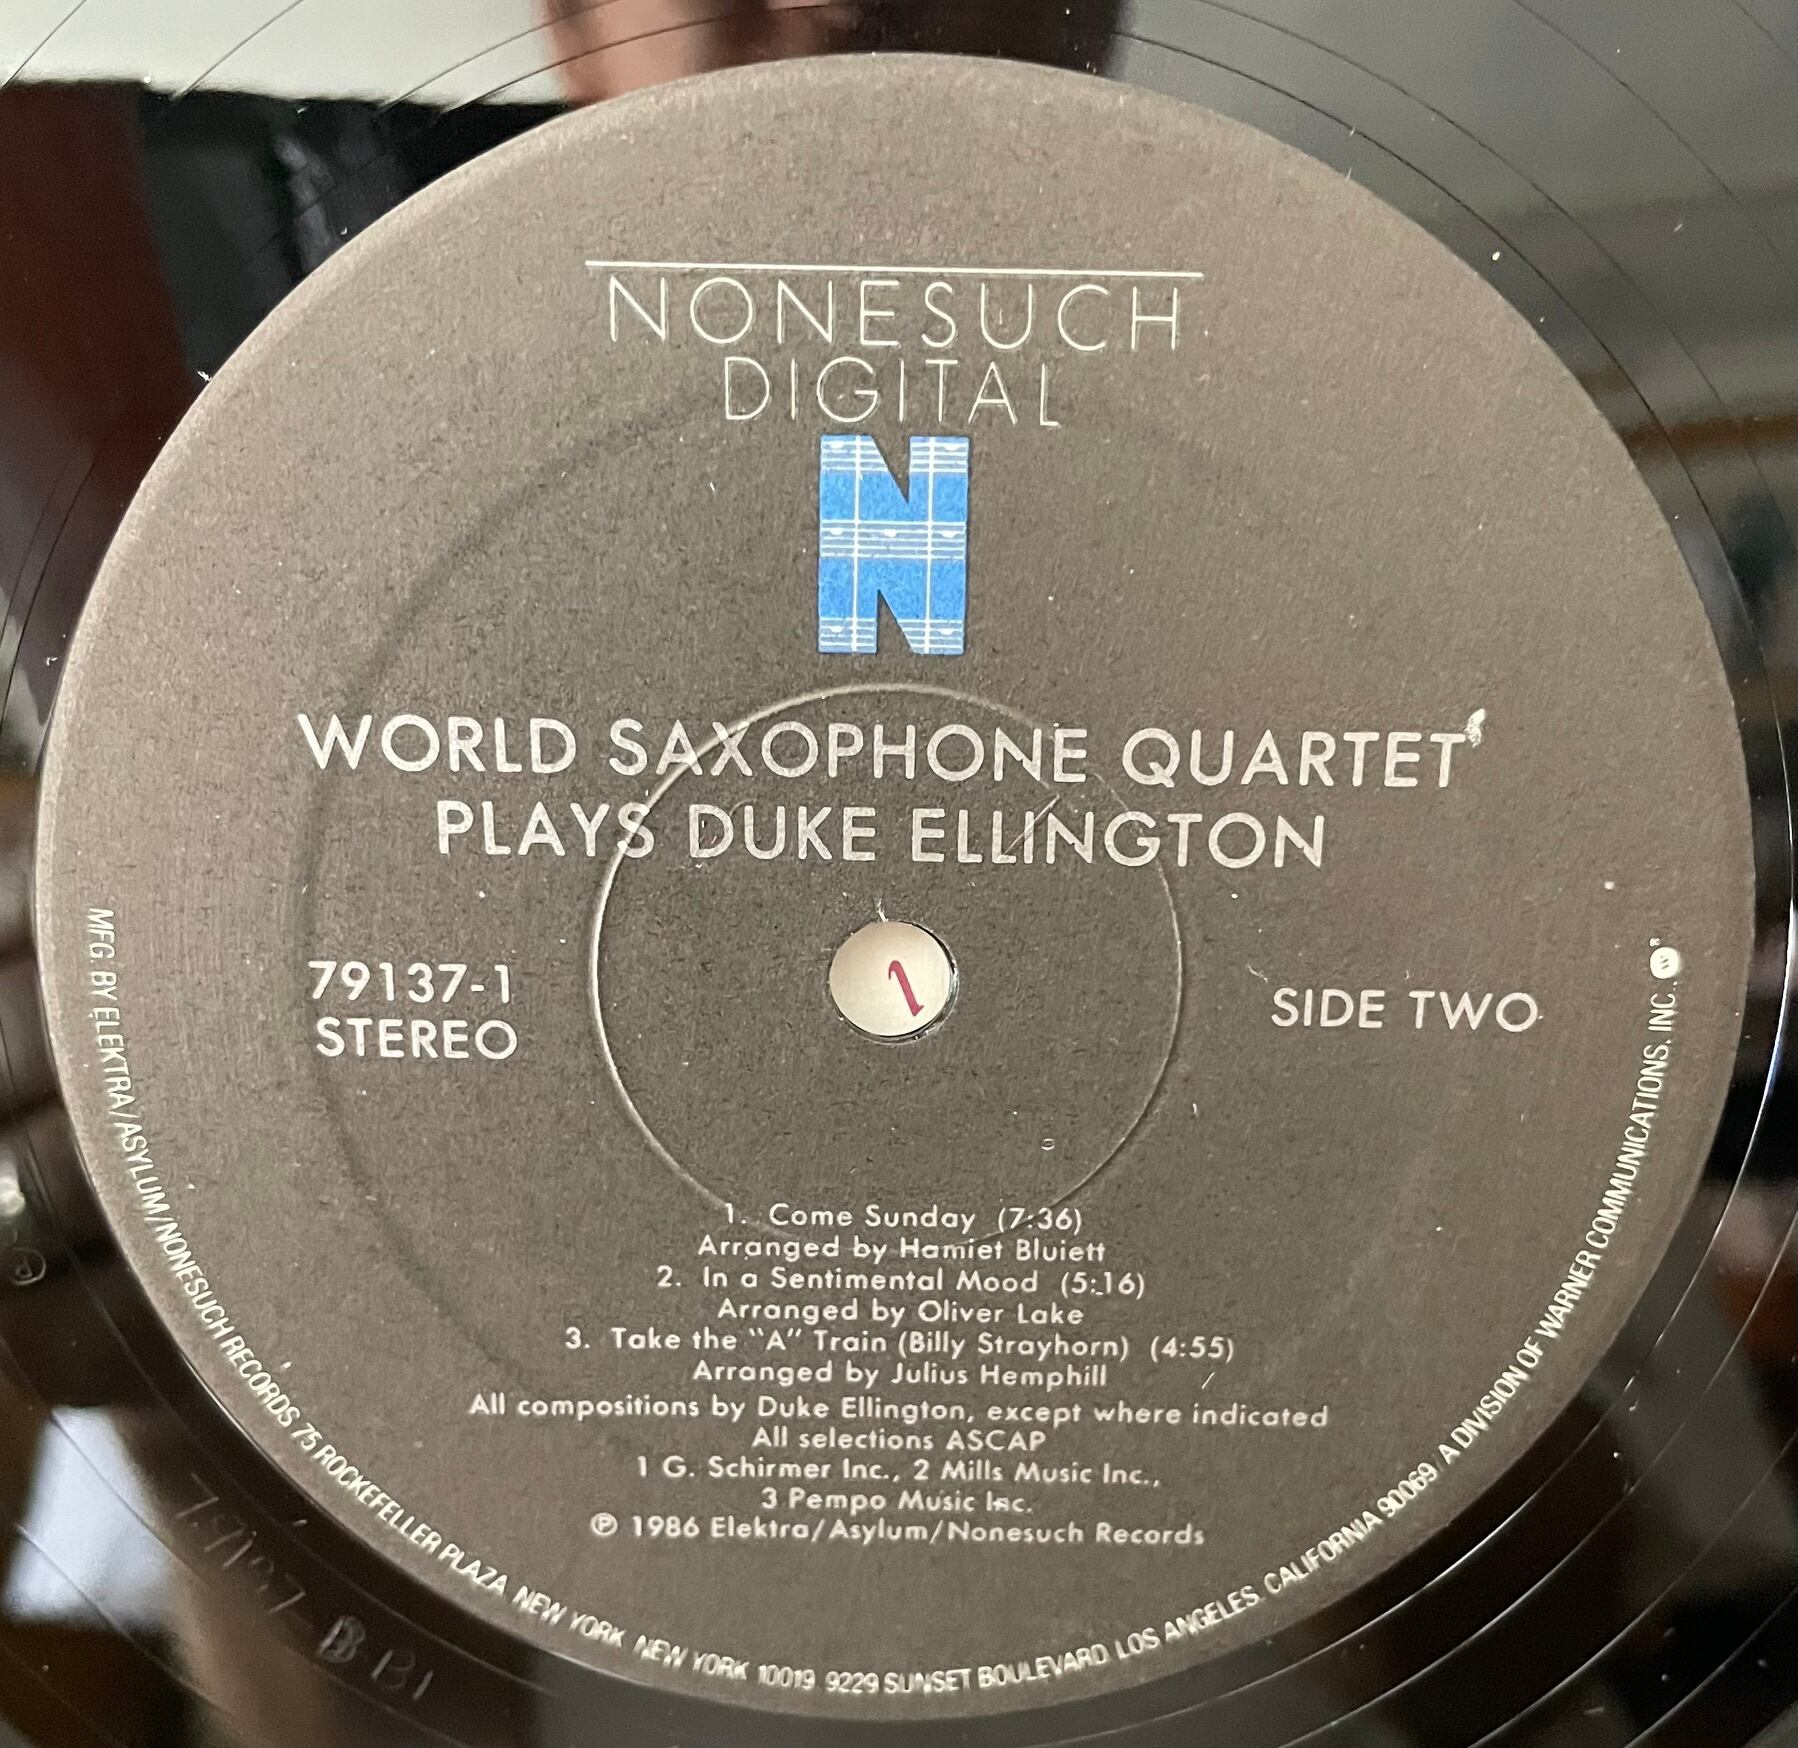 NONESUCH
DIGITAL
N
WORLD SAXOPHONE QUARTET
PLAYS DUKE ELLINGTON
79137-1
STEREO
1
SIDE TWO
1. Come Sunday (7:36)
Arranged by Hamiet Bluiett
2. In a Sentimental Mood (5:16)
Arranged by Oliver Lake
3. Take the "A" Train (Billy Strayhorn) (4:55)
Arranged by Julius Hemphill
All compositions by Duke Ellington, except where indicated
All selections ASCAP
1 G. Schirmer Inc., 2 Mills Music Inc.,
3 Pempo Music Inc.
℗ 1986 Elektra/Asylum/Nonesuch Records
MFG. BY ELEKTRA/ASYLUM/NONESUCH RECORDS 75 ROCKEFELLER PLAZA NEW YORK NEW YORK 10019 9229 SUNSET BOULEVARD LOS ANGELES, CALIFORNIA 90069 A DIVISION OF WARNER COMMUNICATIONS, INC.